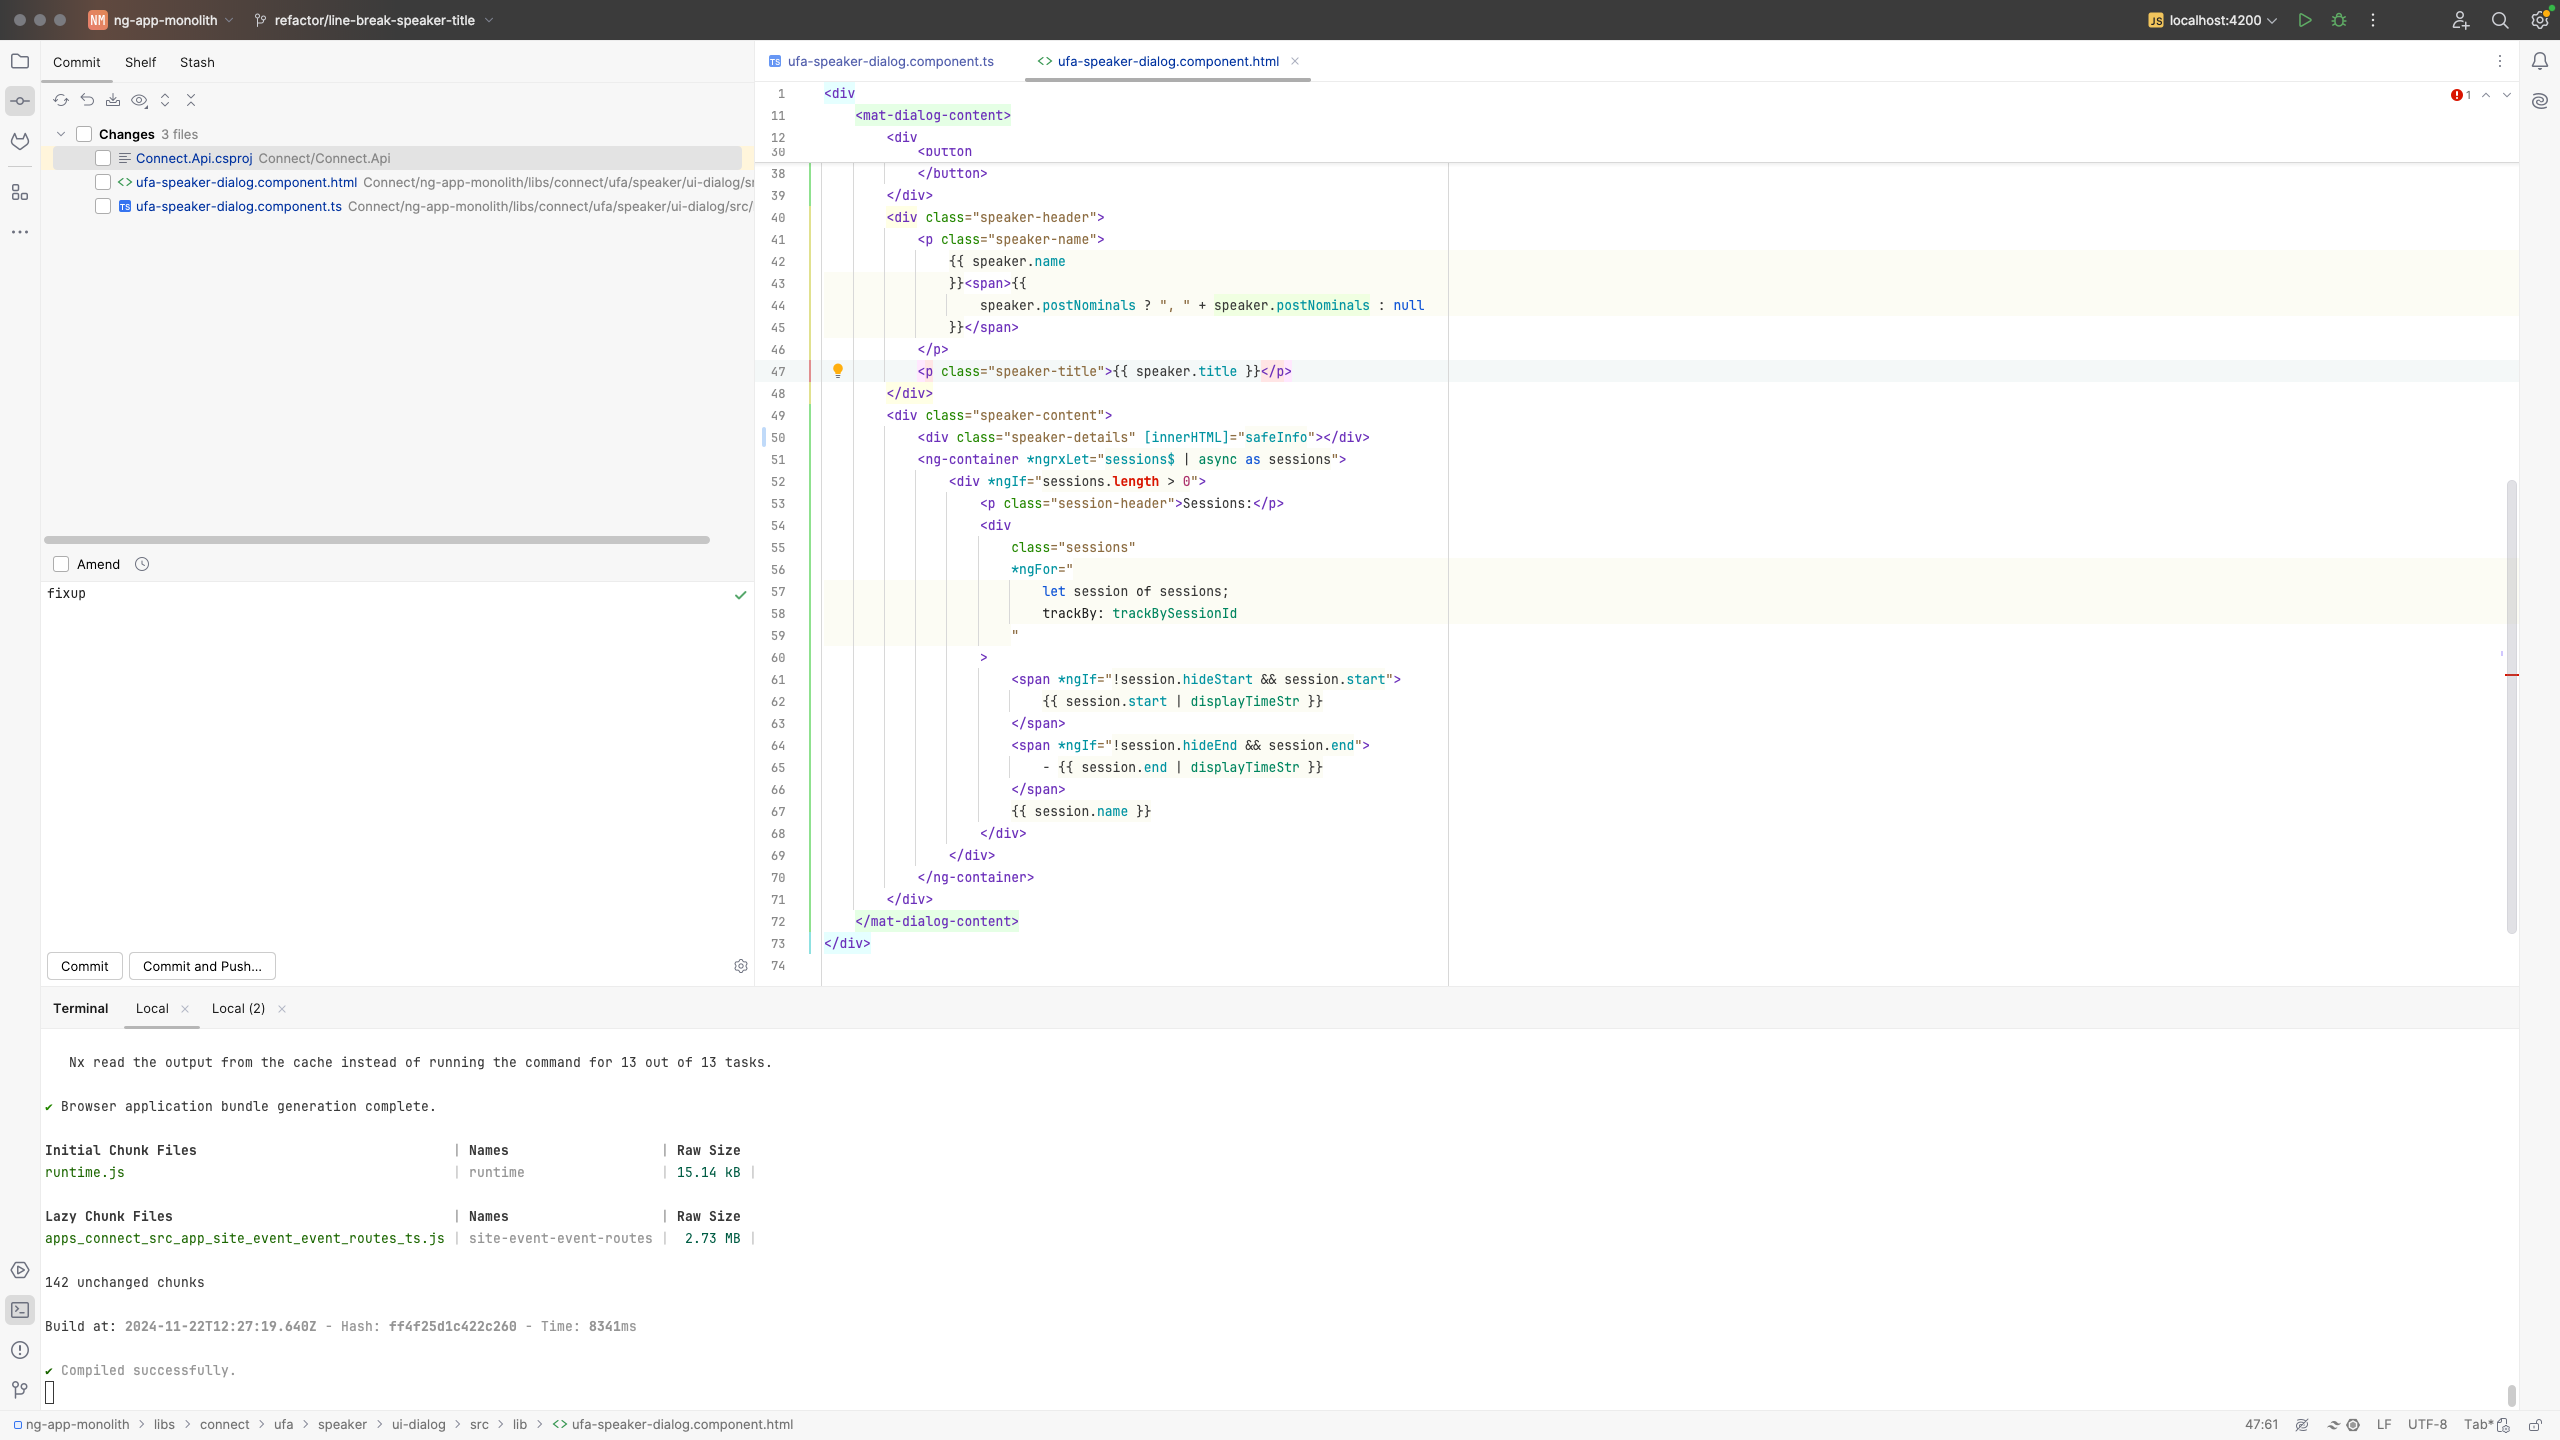 NM ng-app-monolith refactor/line-break-speaker-title JS localhost:4200
Commit Shelf Stash
Changes 3 files
Connect.Api.csproj Connect/Connect.Api
<> ufa-speaker-dialog.component.html Connect/ng-app-monolith/libs/connect/ufa/speaker/ui-dialog/sr
TS ufa-speaker-dialog.component.ts Connect/ng-app-monolith/libs/connect/ufa/speaker/ui-dialog/src/
Amend
fixup
Commit Commit and Push...
TS ufa-speaker-dialog.component.ts <> ufa-speaker-dialog.component.html
1 <div
1
11 <mat-dialog-content>
12 <div
30 <button
38 </button>
39 </div>
40 <div class="speaker-header">
41 <p class="speaker-name">
42 {{ speaker.name
43 }}<span>{{
44 speaker.postNominals ? ", " + speaker.postNominals : null
45 }}</span>
46 </p>
47 <p class="speaker-title">{{ speaker.title }}</p>
48 </div>
49 <div class="speaker-content">
50 <div class="speaker-details" [innerHTML]="safeInfo"></div>
51 <ng-container *ngrxLet="sessions$ | async as sessions">
52 <div *ngIf="sessions.length > 0">
53 <p class="session-header">Sessions:</p>
54 <div
55 class="sessions"
56 *ngFor="
57 let session of sessions;
58 trackBy: trackBySessionId
59 "
60 >
61 <span *ngIf="!session.hideStart && session.start">
62 {{ session.start | displayTimeStr }}
63 </span>
64 <span *ngIf="!session.hideEnd && session.end">
65 - {{ session.end | displayTimeStr }}
66 </span>
67 {{ session.name }}
68 </div>
69 </div>
70 </ng-container>
71 </div>
72 </mat-dialog-content>
73 </div>
74
Terminal Local Local (2)
Nx read the output from the cache instead of running the command for 13 out of 13 tasks.
✔ Browser application bundle generation complete.
Initial Chunk Files | Names | Raw Size
runtime.js | runtime | 15.14 kB |
Lazy Chunk Files | Names | Raw Size
apps_connect_src_app_site_event_event_routes_ts.js | site-event-event-routes | 2.73 MB |
142 unchanged chunks
Build at: 2024-11-22T12:27:19.640Z - Hash: ff4f25d1c422c260 - Time: 8341ms
✔ Compiled successfully.
ng-app-monolith > libs > connect > ufa > speaker > ui-dialog > src > lib > <> ufa-speaker-dialog.component.html 47:61 LF UTF-8 Tab*